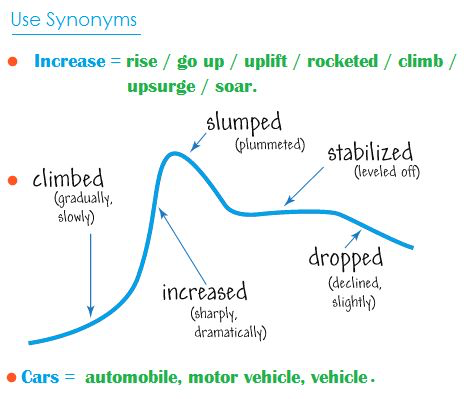 Use Synonyms
• Increase = rise / go up / uplift / rocketed / climb /
upsurge / soar.
slumped
(plummeted)
stabilized
(leveled off)
• climbed
(gradually,
slowly)
dropped
(declined,
slightly)
increased
(sharply,
dramatically)
• Cars = automobile, motor vehicle, vehicle.